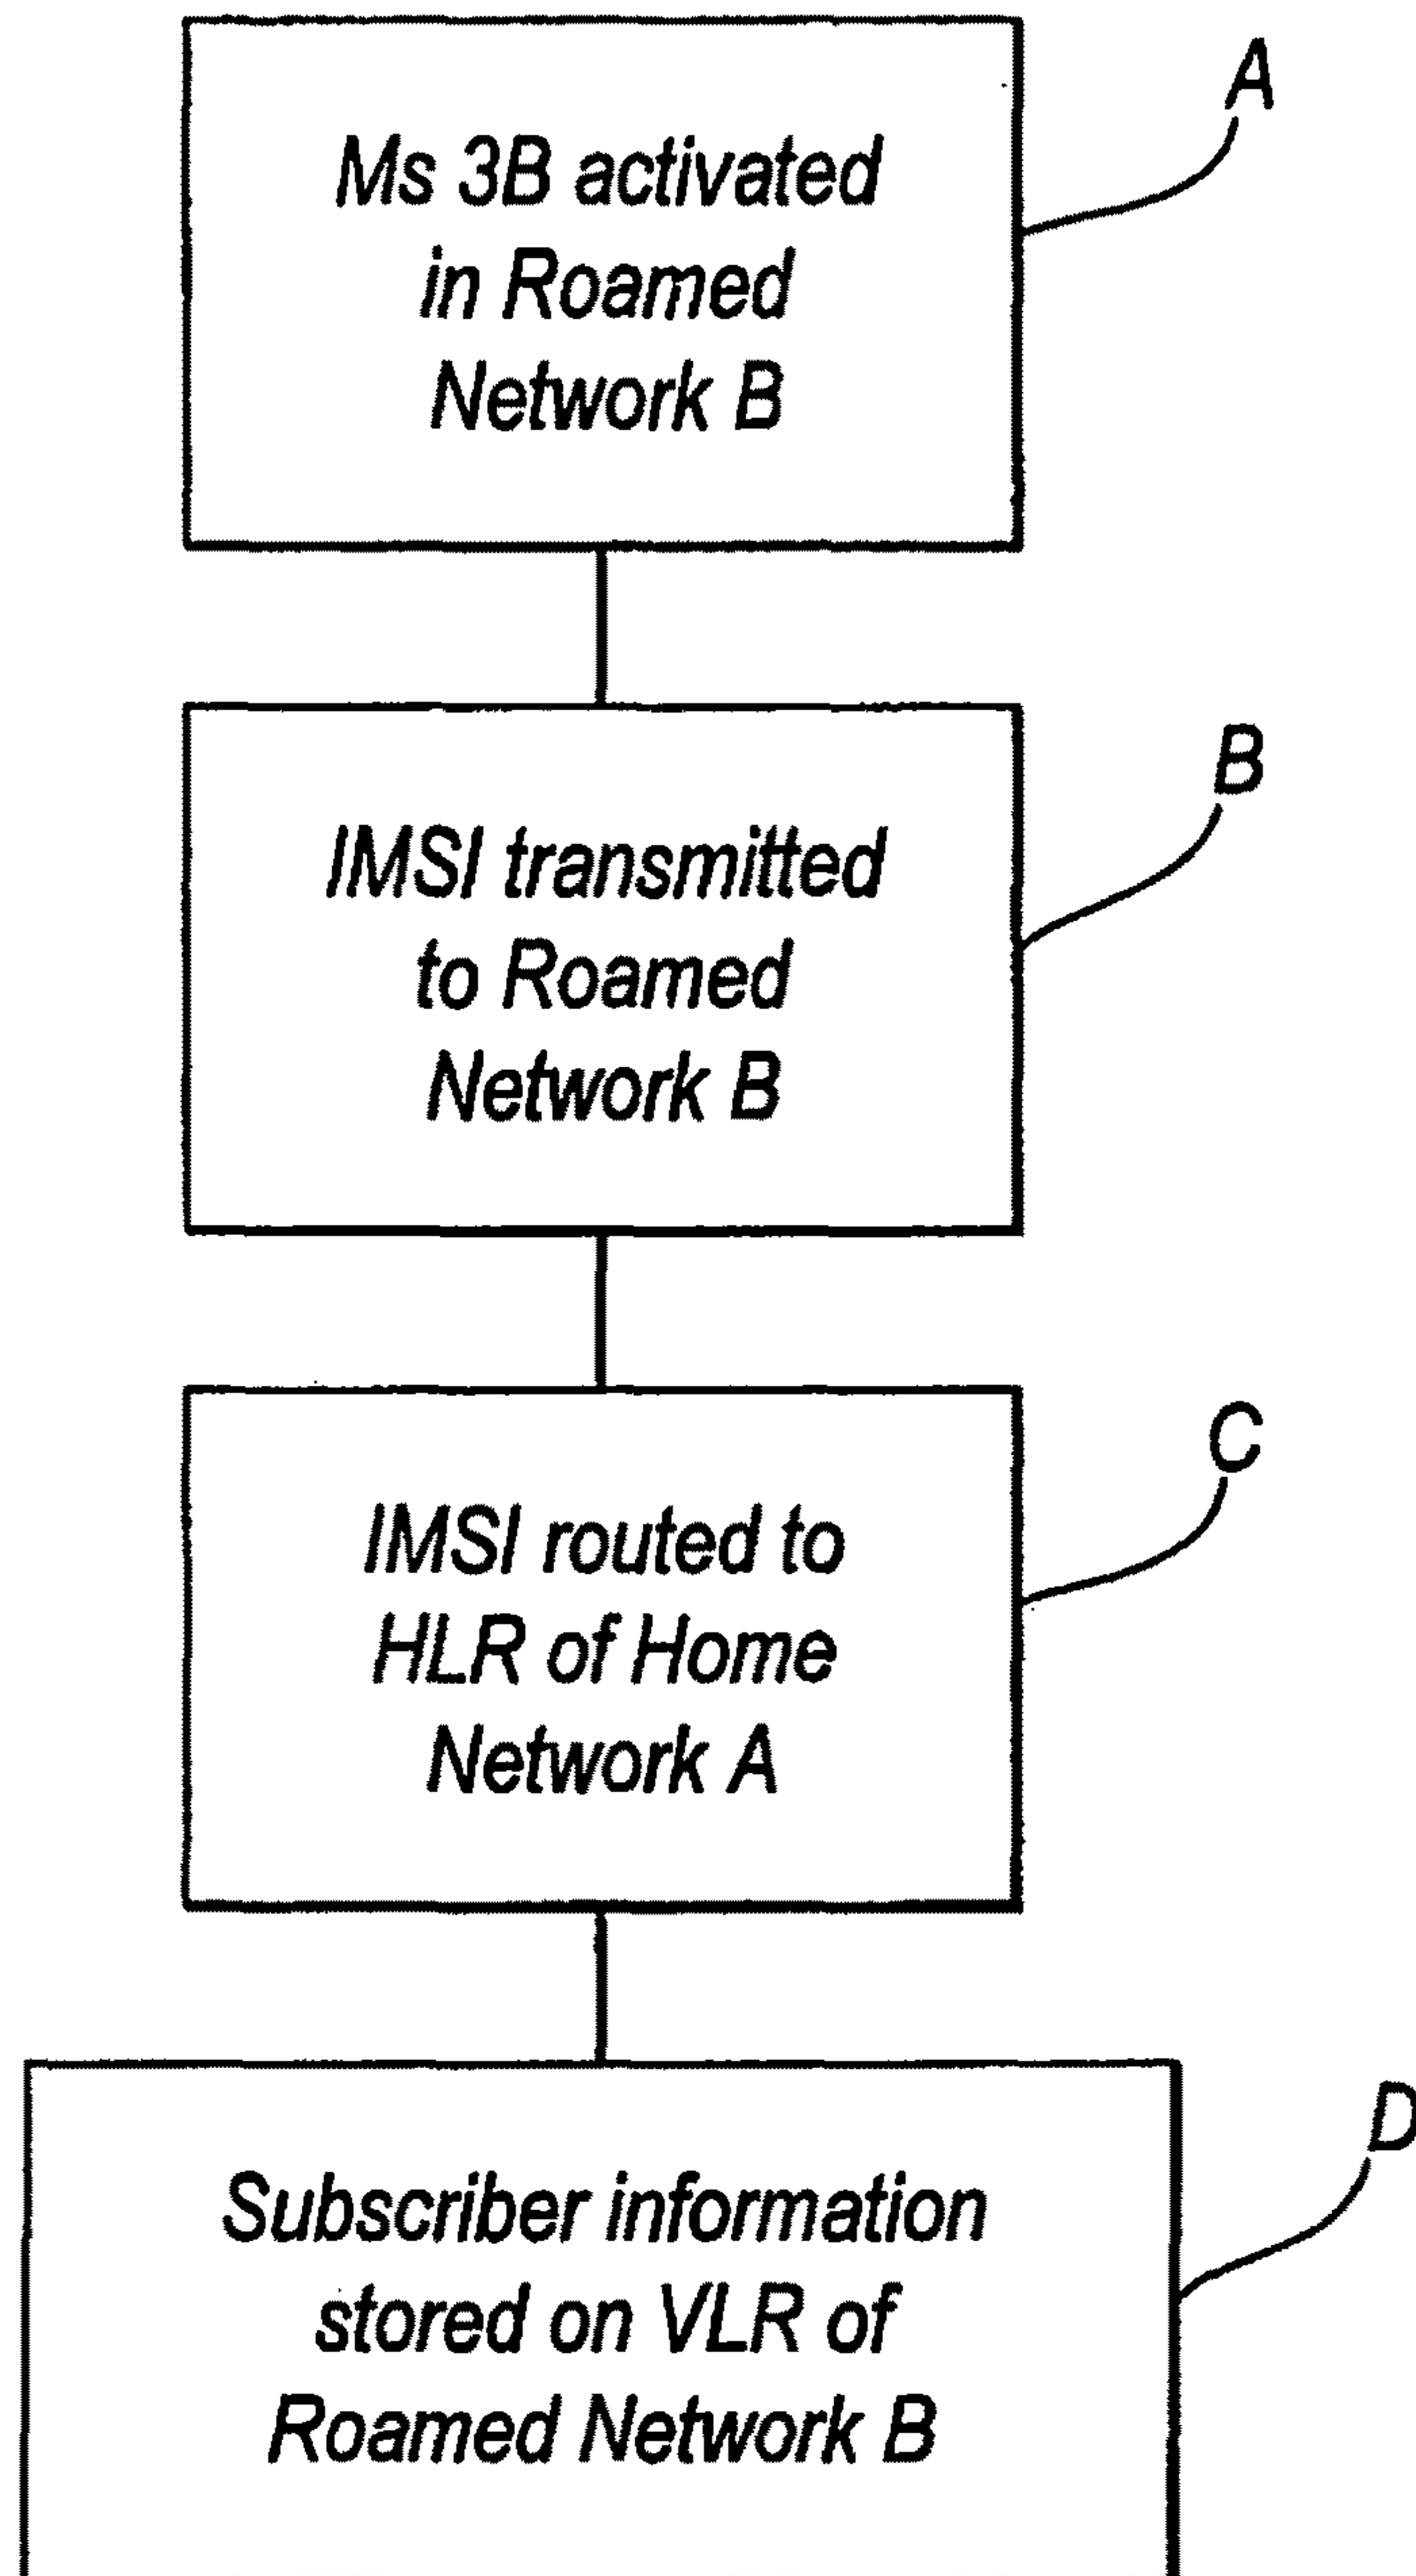 Ms 3B activated
in Roamed
Network B
A
IMSI transmitted
to Roamed
Network B
B
IMSI routed to
HLR of Home
Network A
C
Subscriber information
stored on VLR of
Roamed Network B
D